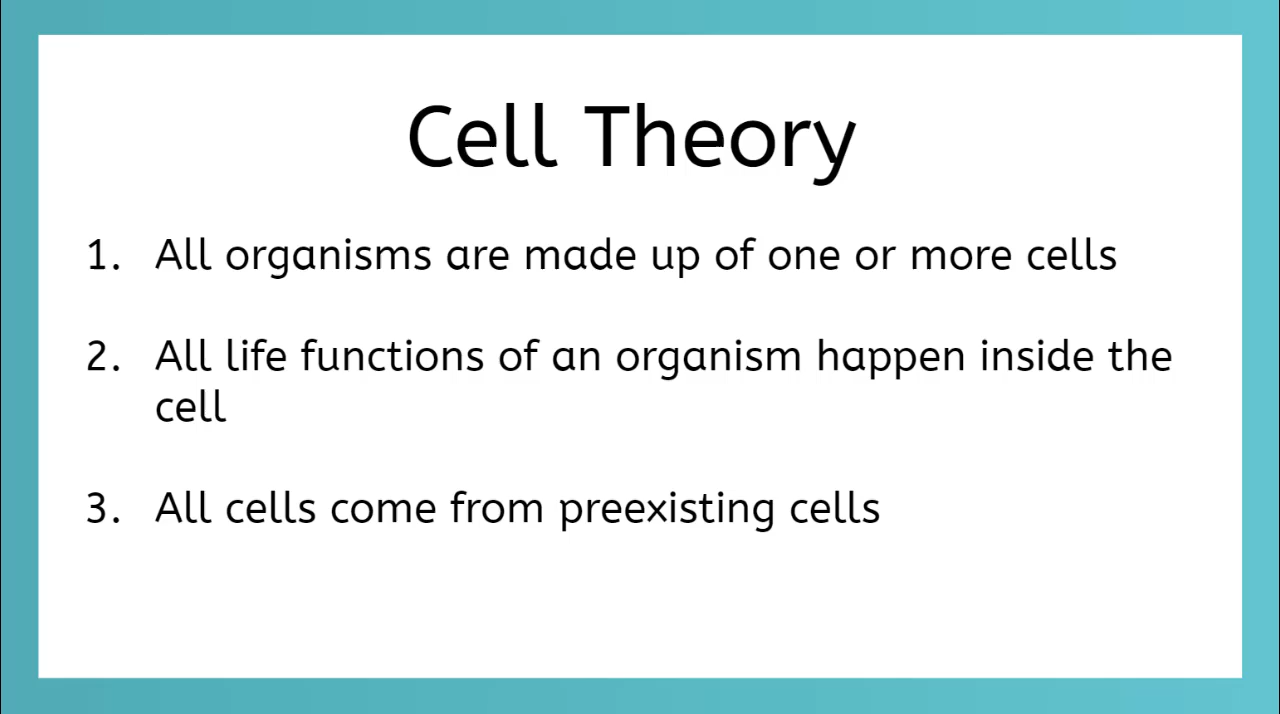 Cell Theory
1. All organisms are made up of one or more cells
2. All life functions of an organism happen inside the
cell
3. All cells come from preexisting cells